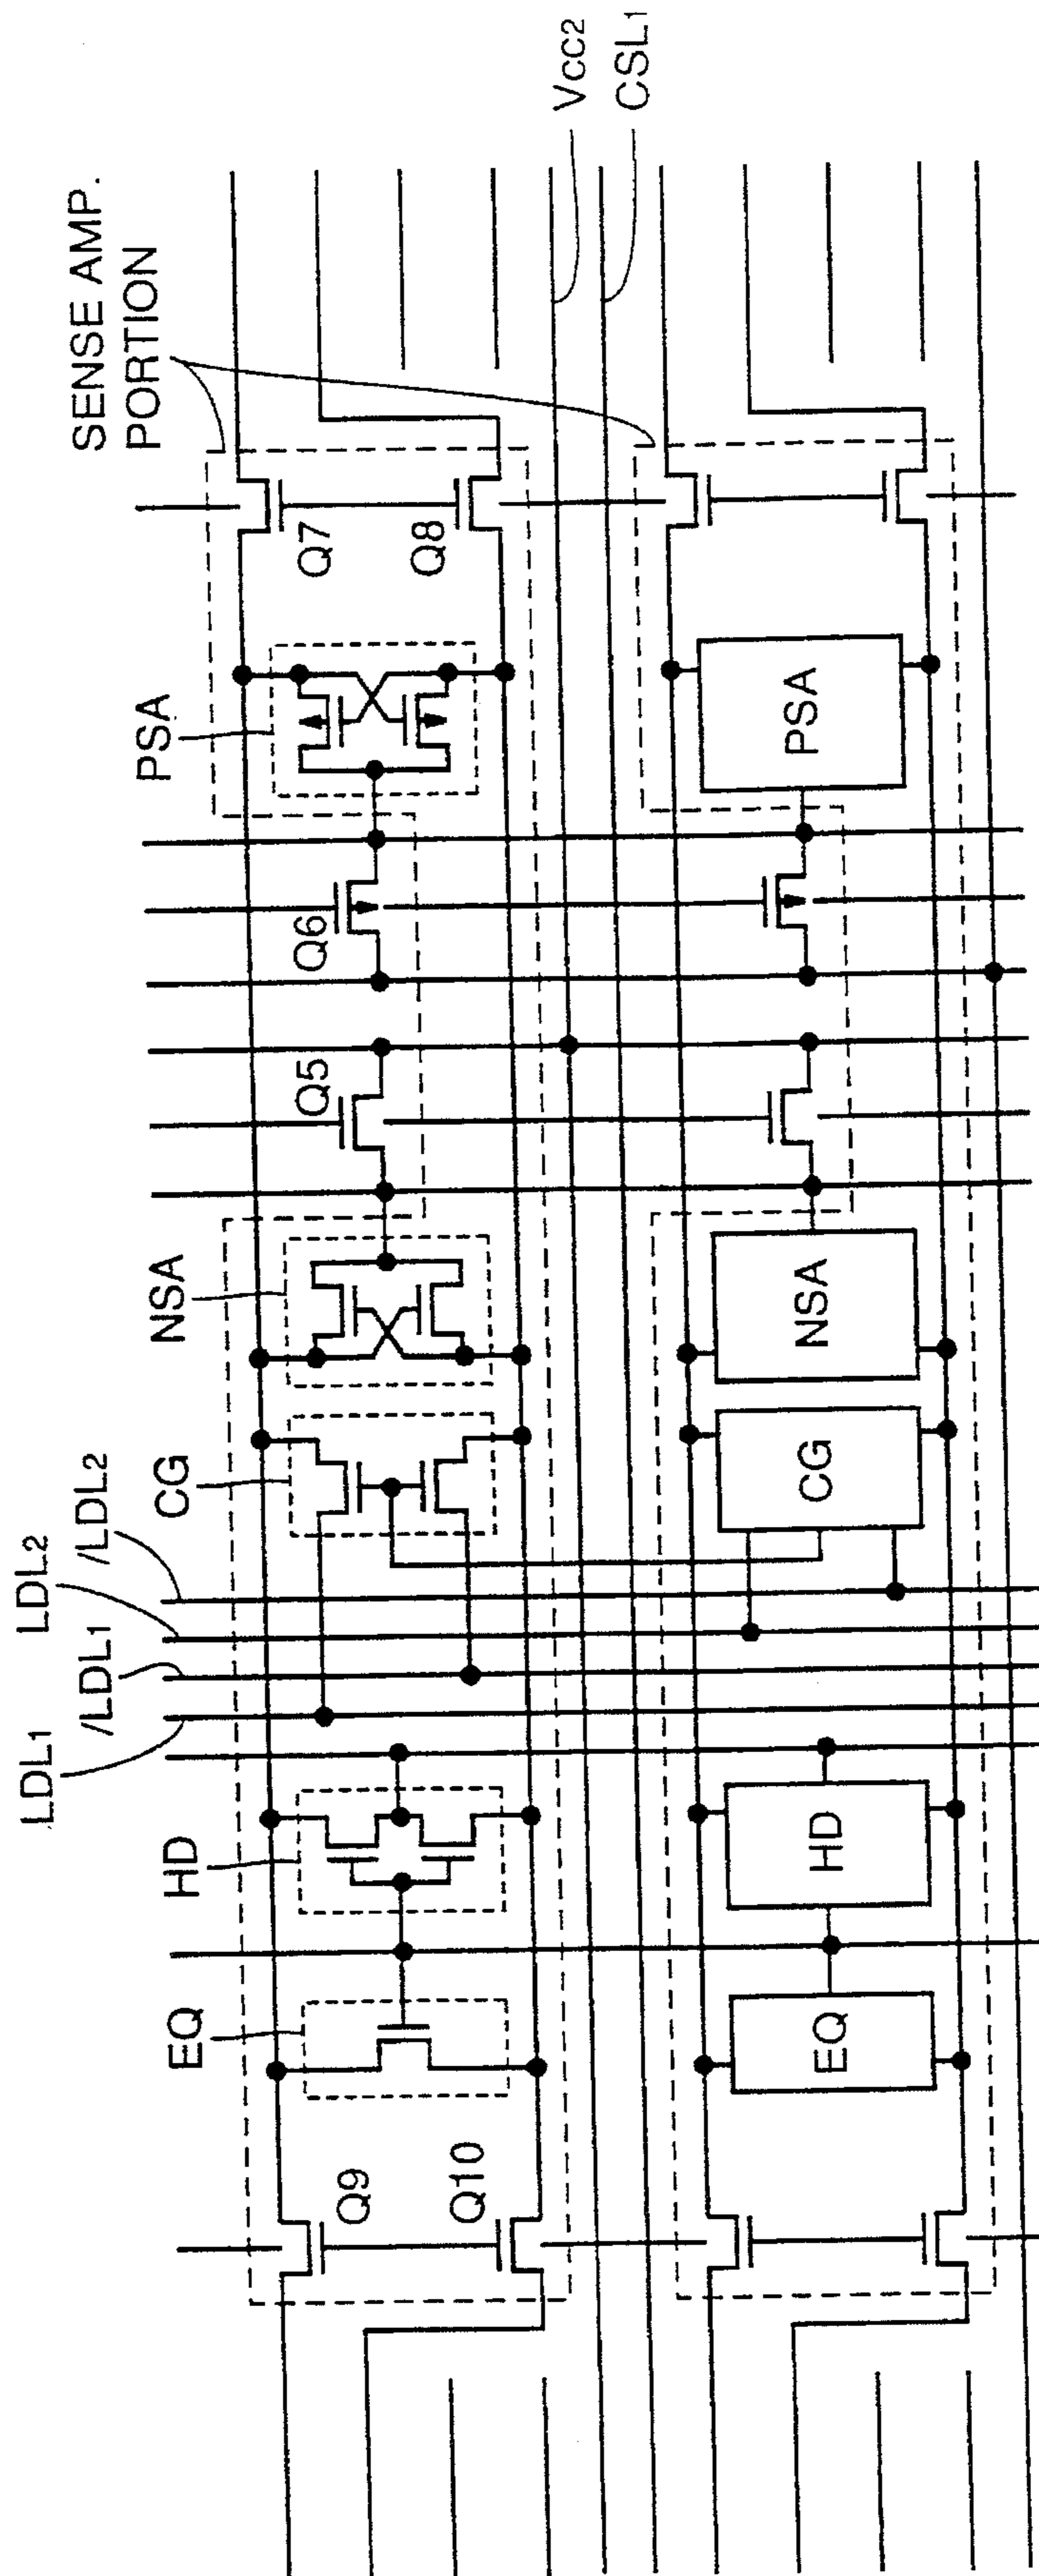 SENSE AMP.
PORTION
VCC2
CSL1
PSA
Q7
Q8
Q6
Q5
NSA
CG
LDL2
/LDL2
LDL1
/LDL1
HD
EQ
Q9
Q10
PSA
NSA
CG
HD
EQ